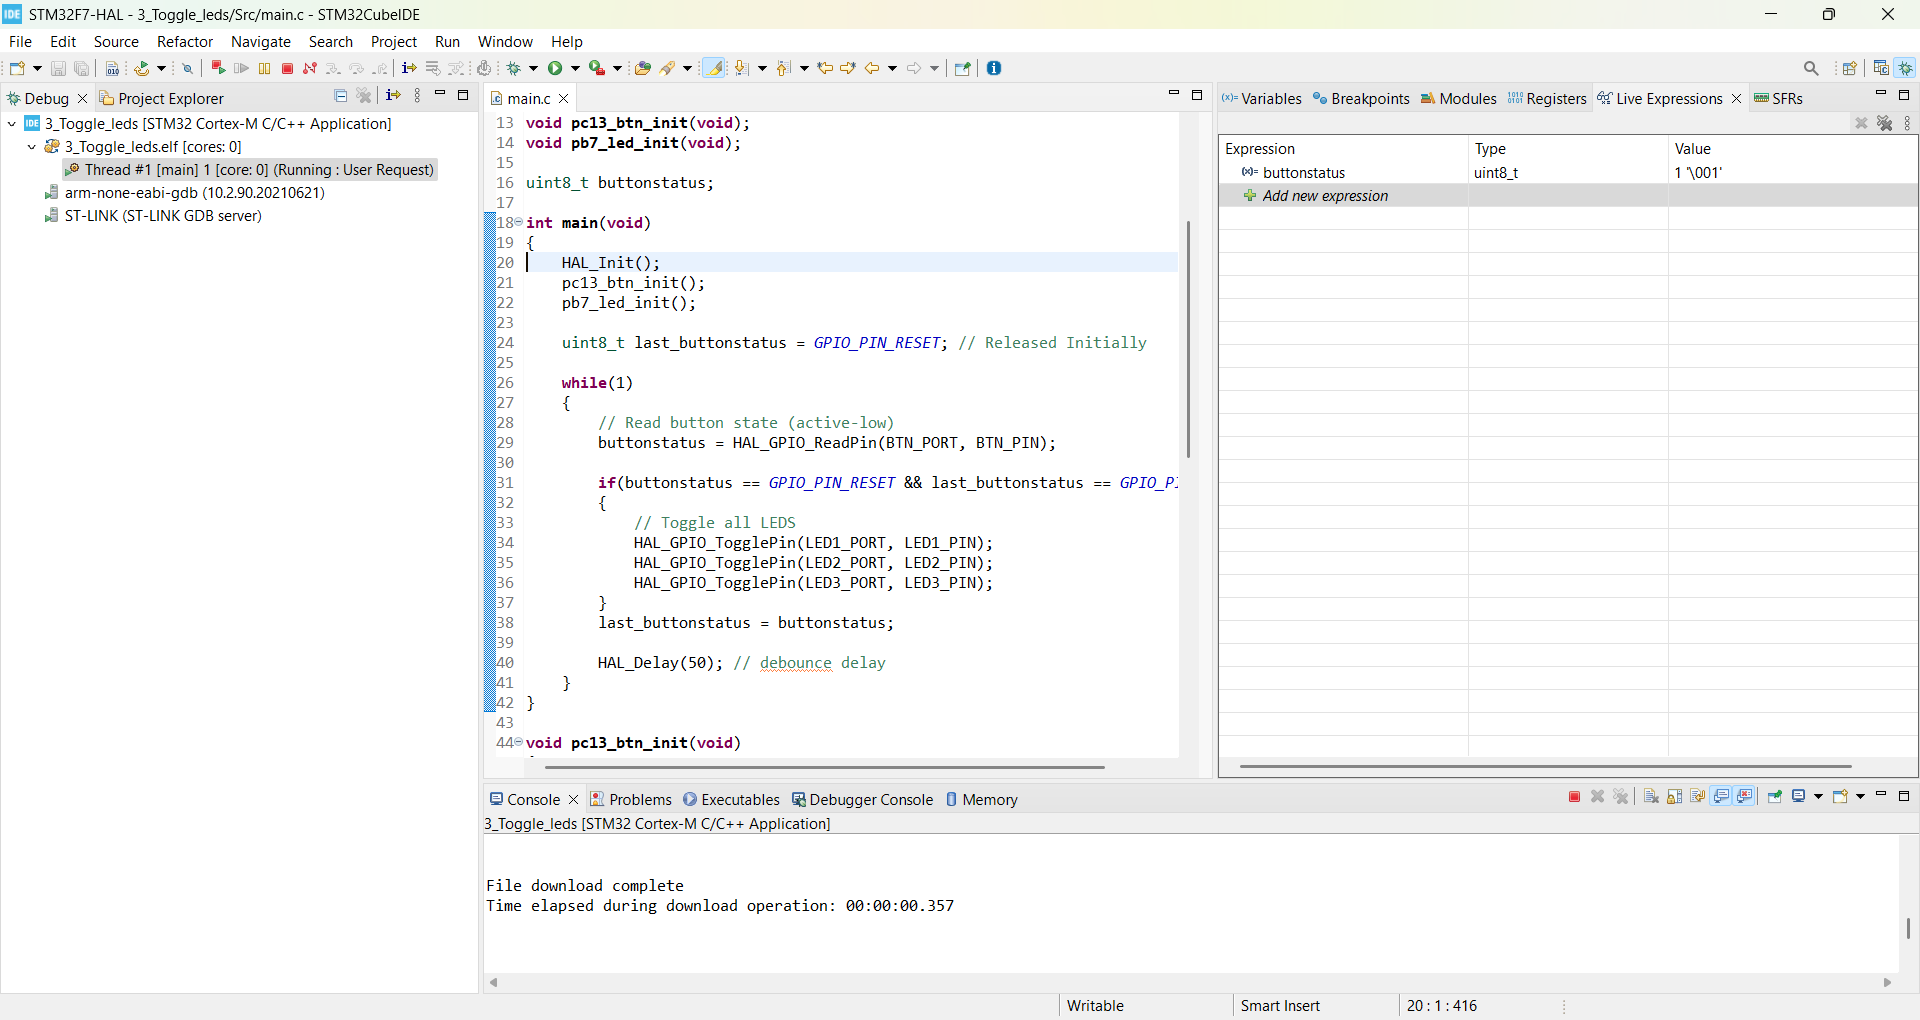 STM32F7-HAL - 3_Toggle_leds/Src/main.c - STM32CubeIDE
File Edit Source Refactor Navigate Search Project Run Window Help
Debug Project Explorer
3_Toggle_leds [STM32 Cortex-M C/C++ Application]
3_Toggle_leds.elf [cores: 0]
Thread #1 [main] 1 [core: 0] (Running : User Request)
arm-none-eabi-gdb (10.2.90.20210621)
ST-LINK (ST-LINK GDB server)
main.c
13 void pc13_btn_init(void);
14 void pb7_led_init(void);
15
16 uint8_t buttonstatus;
17
18 int main(void)
19 {
20 HAL_Init();
21 pc13_btn_init();
22 pb7_led_init();
23
24 uint8_t last_buttonstatus = GPIO_PIN_RESET; // Released Initially
25
26 while(1)
27 {
28 // Read button state (active-low)
29 buttonstatus = HAL_GPIO_ReadPin(BTN_PORT, BTN_PIN);
30
31 if(buttonstatus == GPIO_PIN_RESET && last_buttonstatus == GPIO_P
32 {
33 // Toggle all LEDS
34 HAL_GPIO_TogglePin(LED1_PORT, LED1_PIN);
35 HAL_GPIO_TogglePin(LED2_PORT, LED2_PIN);
36 HAL_GPIO_TogglePin(LED3_PORT, LED3_PIN);
37 }
38 last_buttonstatus = buttonstatus;
39
40 HAL_Delay(50); // debounce delay
41 }
42 }
43
44 void pc13_btn_init(void)
Variables Breakpoints Modules Registers Live Expressions SFRs
Expression Type Value
buttonstatus uint8_t 1 '\001'
Add new expression
Console Problems Executables Debugger Console Memory
3_Toggle_leds [STM32 Cortex-M C/C++ Application]
File download complete
Time elapsed during download operation: 00:00:00.357
Writable Smart Insert 20 : 1 : 416